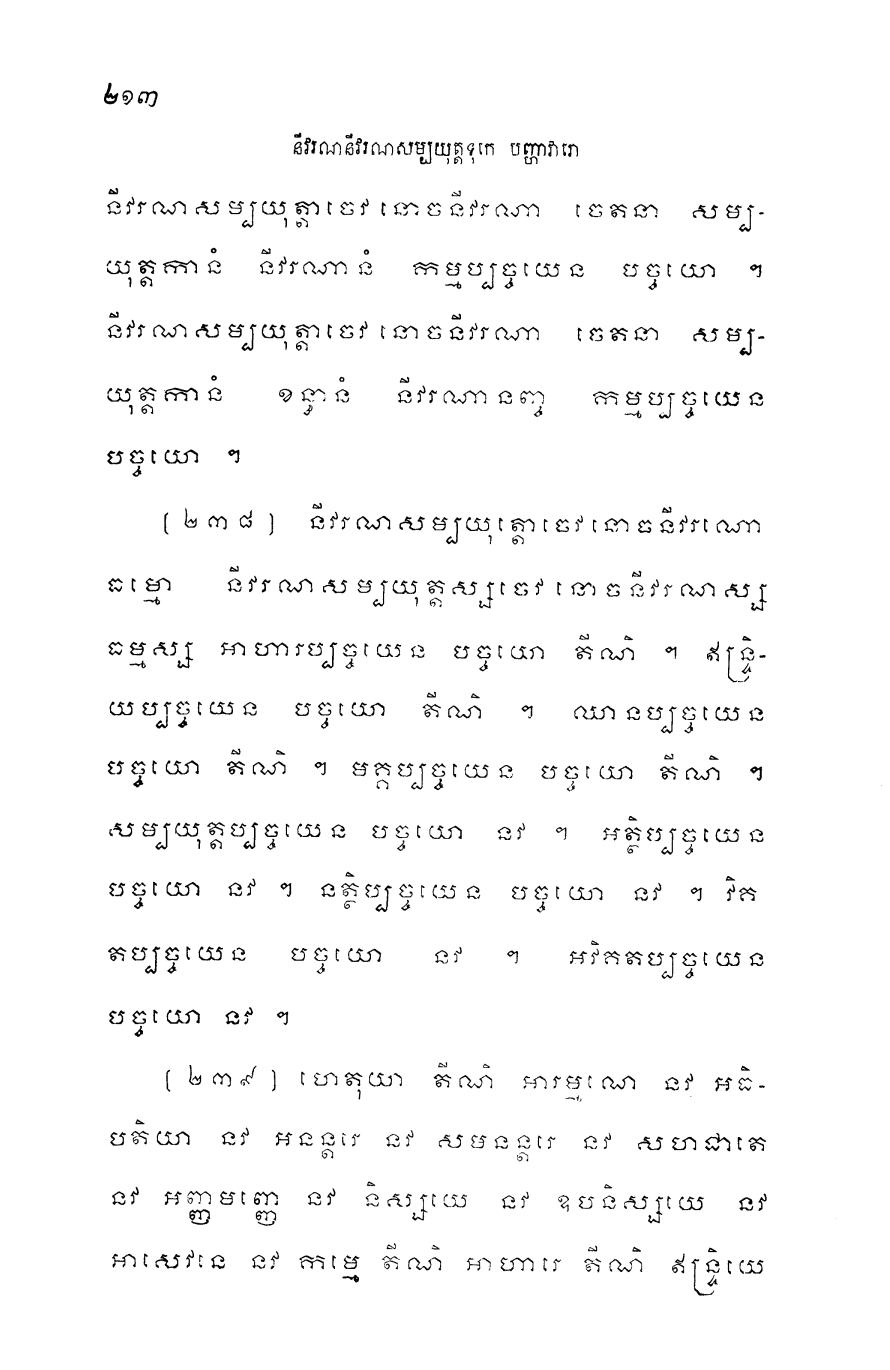 ២១៣
នីវរណនីវរណសម្បយុត្តទុកេ បញ្ហាវារោ
នីវរណសម្បយុត្តាចេវ នោចនីវរណា ចេតនា សម្ប-
យុត្តកានំ នីវរណានំ កម្មប្បច្ចយេន បច្ចយោ ។
នីវរណសម្បយុត្តាចេវ នោចនីវរណា ចេតនា សម្ប-
យុត្តកានំ ខន្ធានំ នីវរណានញ្ច កម្មប្បច្ចយេន
បច្ចយោ ។
(២៣៨) នីវរណសម្បយុត្តោចេវ នោចនីវរណោ
ធម្មោ នីវរណសម្បយុត្តស្សចេវ នោចនីវរណស្ស
ធម្មស្ស អាហារប្បច្ចយេន បច្ចយោ តីណិ ។ ឥន្ទ្រិ-
យប្បច្ចយេន បច្ចយោ តីណិ ។ ឈានប្បច្ចយេន
បច្ចយោ តីណិ ។ មគ្គប្បច្ចយេន បច្ចយោ តីណិ ។
សម្បយុត្តប្បច្ចយេន បច្ចយោ នវ ។ អត្ថិប្បច្ចយេន
បច្ចយោ នវ ។ នត្ថិប្បច្ចយេន បច្ចយោ នវ ។ វិគ
តប្បច្ចយេន បច្ចយោ នវ ។ អវិគតប្បច្ចយេន
បច្ចយោ នវ ។
(២៣៩) ហេតុយា តីណិ អារម្មណេ នវ អធិ-
បតិយា នវ អនន្តរេ នវ សមនន្តរេ នវ សហជាតេ
នវ អញ្ញមញ្ញេ នវ និស្សយេ នវ ឧបនិស្សយេ នវ
អាសេវនេ នវ កម្មេ តីណិ អាហារេ តីណិ ឥន្ទ្រិយេ